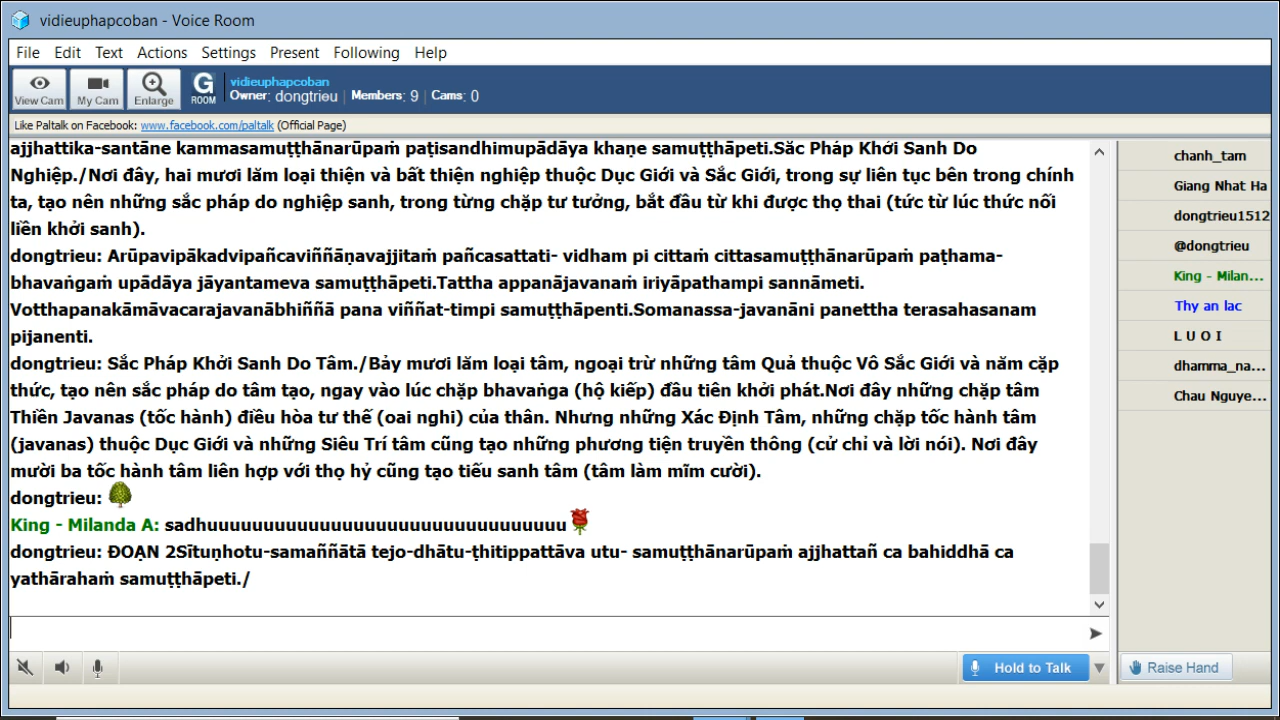 vidieuphapcoban - Voice Room
File Edit Text Actions Settings Present Following Help
View Cam My Cam Enlarge G ROOM
vidieuphapcoban
Owner: dongtrieu | Members: 9 | Cams: 0
Like Paltalk on Facebook: www.facebook.com/paltalk (Official Page)
ajjhattika-santāne kammasamuṭṭhānarūpaṁ paṭisandhimupādāya khaṇe samuṭṭhāpeti.Sắc Pháp Khởi Sanh Do
Nghiệp./Nơi đây, hai mươi lăm loại thiện và bất thiện nghiệp thuộc Dục Giới và Sắc Giới, trong sự liên tục bên trong chính
ta, tạo nên những sắc pháp do nghiệp sanh, trong từng chặp tư tưởng, bắt đầu từ khi được thọ thai (tức từ lúc thức nối
liền khởi sanh).
dongtrieu: Arūpavipākadvipañcaviññāṇavajjitaṁ pañcasattati- vidham pi cittaṁ cittasamuṭṭhānarūpaṁ paṭhama-
bhavaṅgaṁ upādāya jāyantameva samuṭṭhāpeti.Tattha appanājavanaṁ iriyāpathampi sannāmeti.
Votthapanakāmāvacarajavanābhiññā pana viññat-timpi samuṭṭhāpenti.Somanassa-javanāni panettha terasahasanam
pijanenti.
dongtrieu: Sắc Pháp Khởi Sanh Do Tâm./Bảy mươi lăm loại tâm, ngoại trừ những tâm Quả thuộc Vô Sắc Giới và năm cặp
thức, tạo nên sắc pháp do tâm tạo, ngay vào lúc chặp bhavaṅga (hộ kiếp) đầu tiên khởi phát.Nơi đây những chặp tâm
Thiền Javanas (tốc hành) điều hòa tư thế (oai nghi) của thân. Nhưng những Xác Định Tâm, những chặp tốc hành tâm
(javanas) thuộc Dục Giới và những Siêu Trí tâm cũng tạo những phương tiện truyền thông (cử chỉ và lời nói). Nơi đây
mười ba tốc hành tâm liên hợp với thọ hỷ cũng tạo tiếu sanh tâm (tâm làm mĩm cười).
dongtrieu:
King - Milanda A: sadhuuuuuuuuuuuuuuuuuuuuuuuuuuuuuuuu
dongtrieu: ĐOẠN 2Sītuṇhotu-samaññātā tejo-dhātu-ṭhitippattāva utu- samuṭṭhānarūpaṁ ajjhattañ ca bahiddhā ca
yathārahaṁ samuṭṭhāpeti./
chanh_tam
Giang Nhat Ha
dongtrieu1512
@dongtrieu
King - Milan...
Thy an lac
L U O I
dhamma_na...
Chau Nguye...
Hold to Talk
Raise Hand